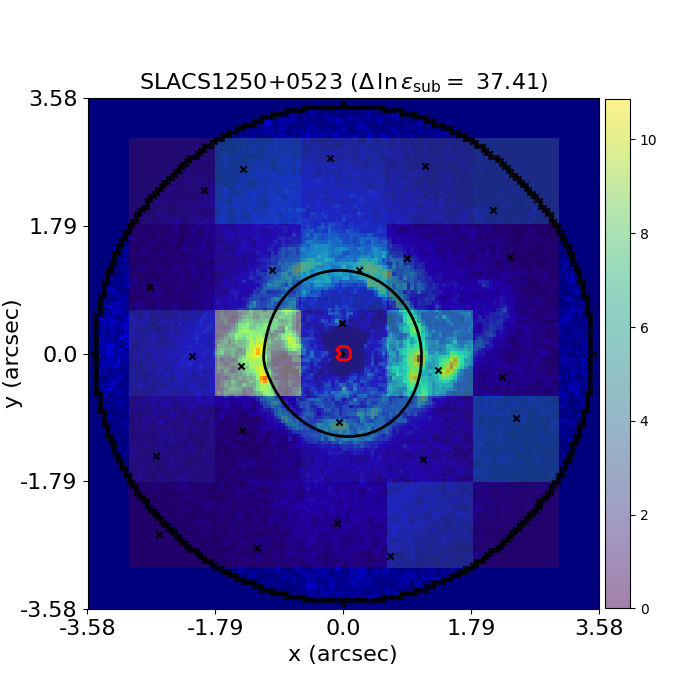 SLACS1250+0523 (Δ ln ε_sub = 37.41)
3.58
1.79
0.0
-1.79
-3.58
y (arcsec)
-3.58 -1.79 0.0 1.79 3.58
x (arcsec)
10
8
6
4
2
0